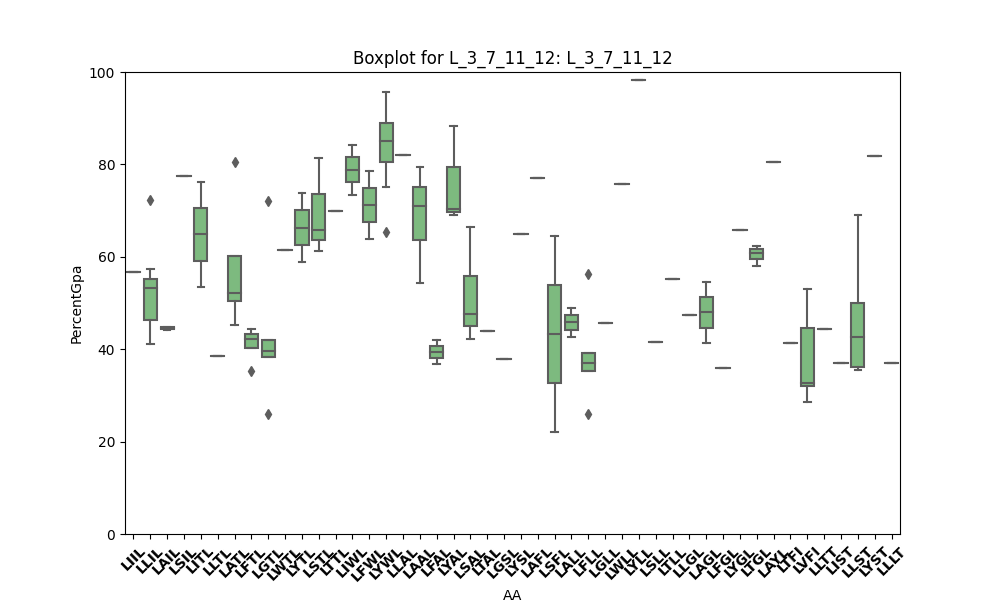 Boxplot for L_3_7_11_12: L_3_7_11_12
100
80
60
40
20
0
PercentGpa
LIIL LLIL LAIL LSIL LITL LLTL LATL LFTL LGTL LWTL LYTL LSTL LTTL LIWL LFWL LYWL LLAL LAAL LFAL LYAL LSAL LTAL LGSL LYSL LAFL LSFL LALL LFLL LGLL LWLL LYLL LSLL LTLL LLGL LAGL LFGL LYGL LTGL LAYL LYFI LVFI LLTT LIST LLST LYST LLLT
AA